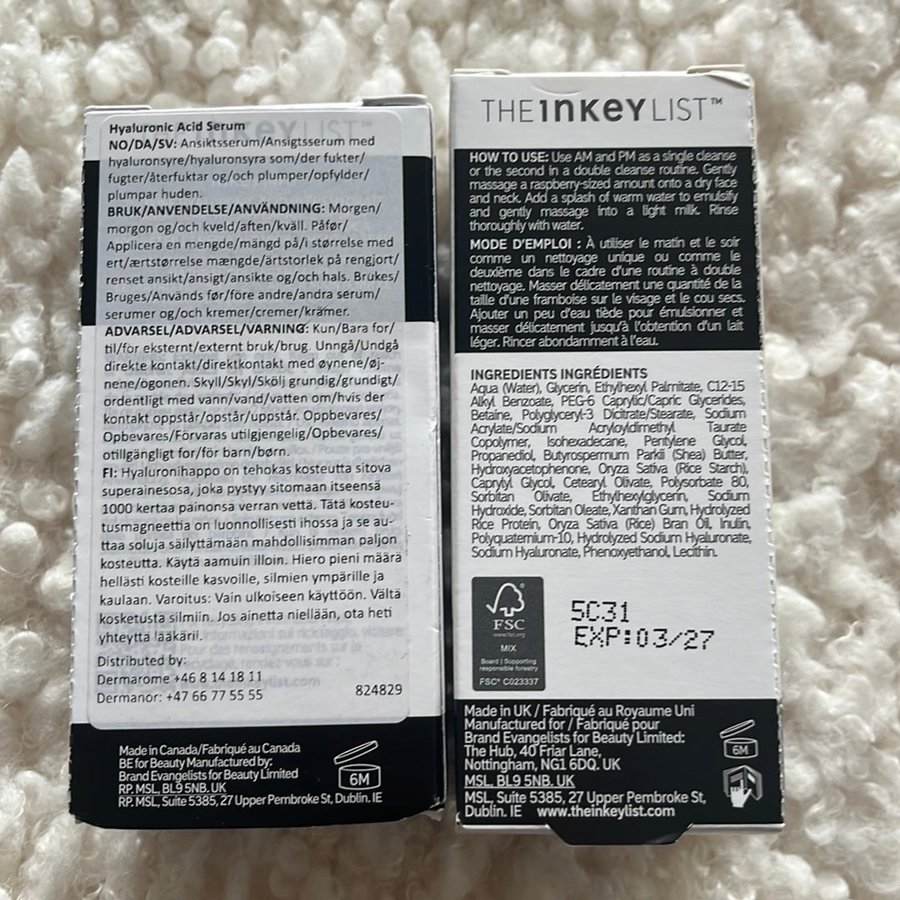 THE INKEY LIST
Hyaluronic Acid Serum
NO/DA/SV: Ansiktsserum/Ansigtsserum med
hyaluronsyre/hyaluronsyra som/der fukter/
fugter/återfuktar og/och plumper/opfylder/
plumpar huden.
BRUK/ANVENDELSE/ANVÄNDNING: Morgen/
morgon og/och kveld/aften/kväll. Påfør/
Applicera en mengde/mängd på/i størrelse med
ert/ærtstørrelse mængde/ärtstorlek på rengjort/
renset ansikt/ansigt/ansikte og/och hals. Brukes/
Bruges/Används før/före andre/andra serum/
serumer og/och kremer/cremer/krämer.
ADVARSEL/ADVARSEL/VARNING: Kun/Bara for/
til/för eksternt/externt bruk/brug. Unngå/Undgå
direkte kontakt/direktkontakt med øynene/øj-
nene/ögonen. Skyll/Skyl/Skölj grundig/grundigt/
ordentligt med vann/vand/vatten om/hvis der
kontakt oppstår/opstår/uppstår. Oppbevares/
Opbevares/Förvaras utilgjengelig/Opbevares/
otillgängligt for/för barn/børn.
FI: Hyaluronihappo on tehokas kosteutta sitova
superainesosa, joka pystyy sitomaan itseensä
1000 kertaa painonsa verran vettä. Tätä kosteu-
tusmagneettia on luonnollisesti ihossa ja se au-
ttaa soluja säilyttämään mahdollisimman paljon
kosteutta. Käytä aamuin illoin. Hiero pieni määrä
hellästi kosteille kasvoille, silmien ympärille ja
kaulaan. Varoitus: Vain ulkoiseen käyttöön. Vältä
kosketusta silmiin. Jos ainetta niellään, ota heti
yhteyttä lääkäril.
Distributed by:
Dermarome +46 8 14 18 11
Dermanor: +47 66 77 55 55
824829
Made in Canada/Fabriqué au Canada
BE for Beauty Manufactured by:
Brand Evangelists for Beauty Limited
RP. MSL, BL9 5NB. UK
RP. MSL, Suite 5385, 27 Upper Pembroke St, Dublin. IE
6M
THE INKEY LIST™
HOW TO USE: Use AM and PM as a single cleanse
or the second in a double cleanse routine. Gently
massage a raspberry-sized amount onto a dry face
and neck. Add a splash of warm water to emulsify
and gently massage into a light milk. Rinse
thoroughly with water.
MODE D'EMPLOI : À utiliser le matin et le soir
comme un nettoyage unique ou comme le
deuxième dans le cadre d'une routine à double
nettoyage. Masser délicatement une quantité de la
taille d'une framboise sur le visage et le cou secs.
Ajouter un peu d'eau tiède pour émulsionner et
masser délicatement jusqu'à l'obtention d'un lait
léger. Rincer abondamment à l'eau.
INGREDIENTS INGRÉDIENTS
Aqua (Water), Glycerin, Ethylhexyl Palmitate, C12-15
Alkyl Benzoate, PEG-6 Caprylic/Capric Glycerides,
Betaine, Polyglyceryl-3 Dicitrate/Stearate, Sodium
Acrylate/Sodium Acryloyldimethyl Taurate
Copolymer, Isohexadecane, Pentylene Glycol,
Propanediol, Butyrospermum Parkii (Shea) Butter,
Hydroxyacetophenone, Oryza Sativa (Rice Starch),
Caprylyl Glycol, Cetearyl Olivate, Polysorbate 80,
Sorbitan Olivate, Ethylhexylglycerin, Sodium
Hydroxide, Sorbitan Oleate, Xanthan Gum, Hydrolyzed
Rice Protein, Oryza Sativa (Rice) Bran Oil, Inulin,
Polyquaternium-10, Hydrolyzed Sodium Hyaluronate,
Sodium Hyaluronate, Phenoxyethanol, Lecithin.
FSC
www.fsc.org
MIX
Board | Supporting
responsible forestry
FSC® C023337
5C31
EXP:03/27
Made in UK / Fabriqué au Royaume Uni
Manufactured for / Fabriqué pour
Brand Evangelists for Beauty Limited:
The Hub, 40 Friar Lane,
Nottingham, NG1 6DQ. UK
MSL, BL9 5NB. UK
MSL, Suite 5385, 27 Upper Pembroke St,
Dublin. IE www.theinkeylist.com
6M